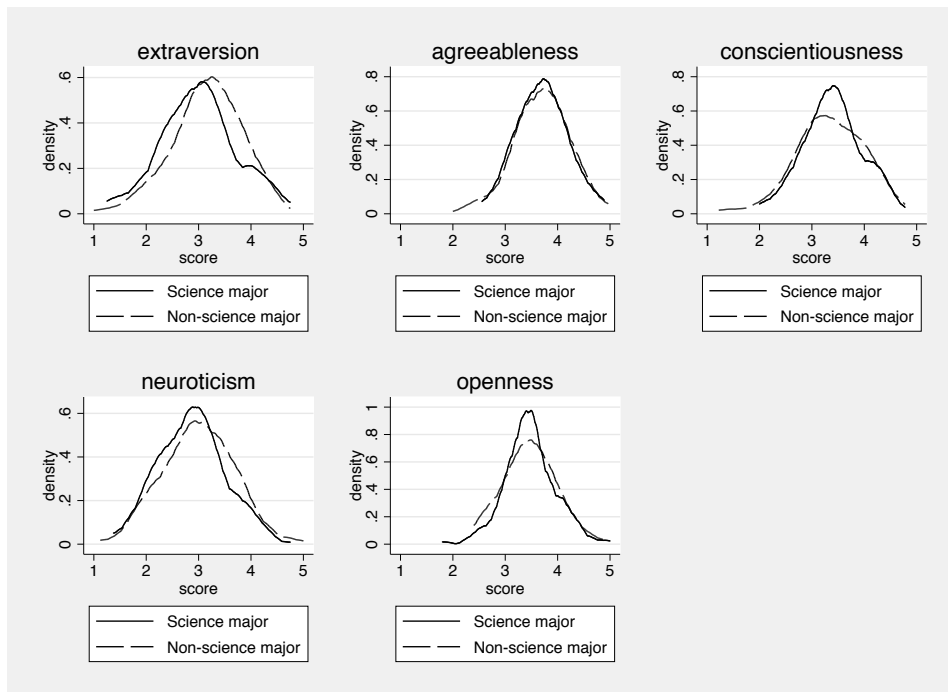 extraversion
agreeableness
conscientiousness
density
.6
.4
.2
0
1 2 3 4 5
score
Science major
Non-science major
density
.8
.6
.4
.2
0
1 2 3 4 5
score
Science major
Non-science major
density
.8
.6
.4
.2
0
1 2 3 4 5
score
Science major
Non-science major
neuroticism
openness
density
.6
.4
.2
0
1 2 3 4 5
score
Science major
Non-science major
density
1
.8
.6
.4
.2
0
1 2 3 4 5
score
Science major
Non-science major